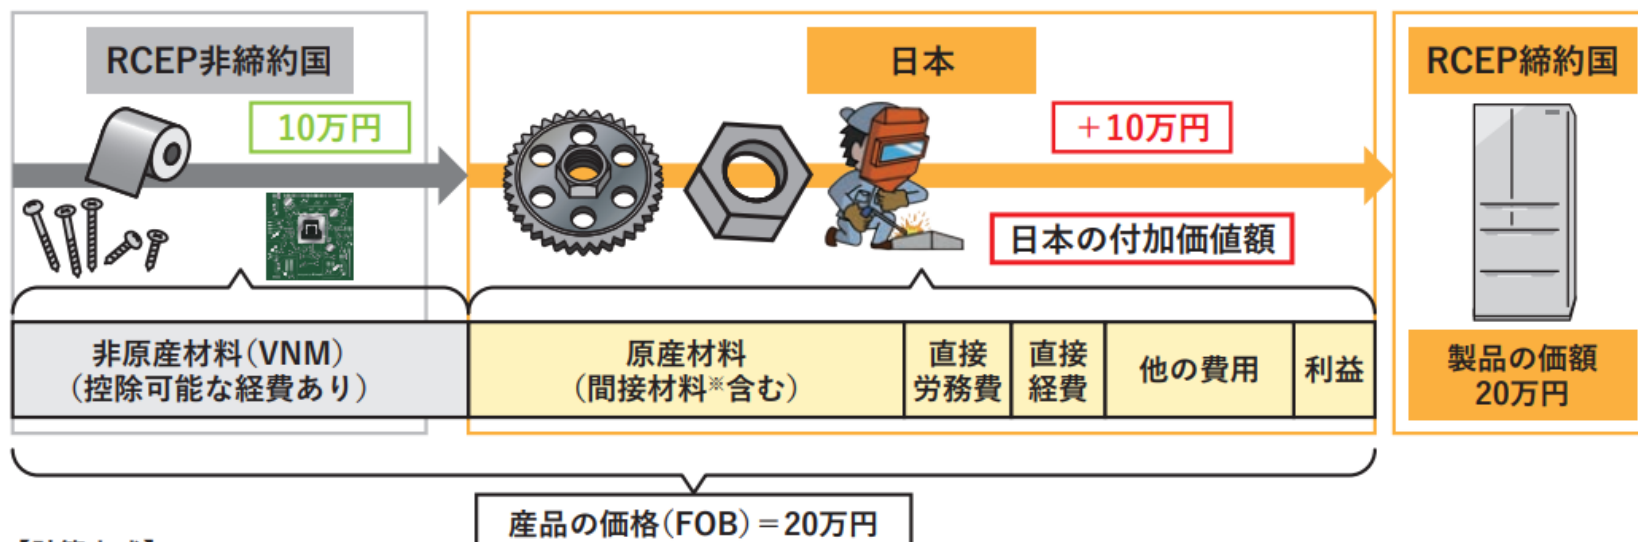 RCEP非締約国
日本
RCEP締約国
10万円
＋10万円
日本の付加価値額
非原産材料（VNM）
（控除可能な経費あり）
原産材料
（間接材料※含む）
直接
労務費
直接
経費
他の費用
利益
製品の価額
20万円
産品の価格（FOB）＝20万円